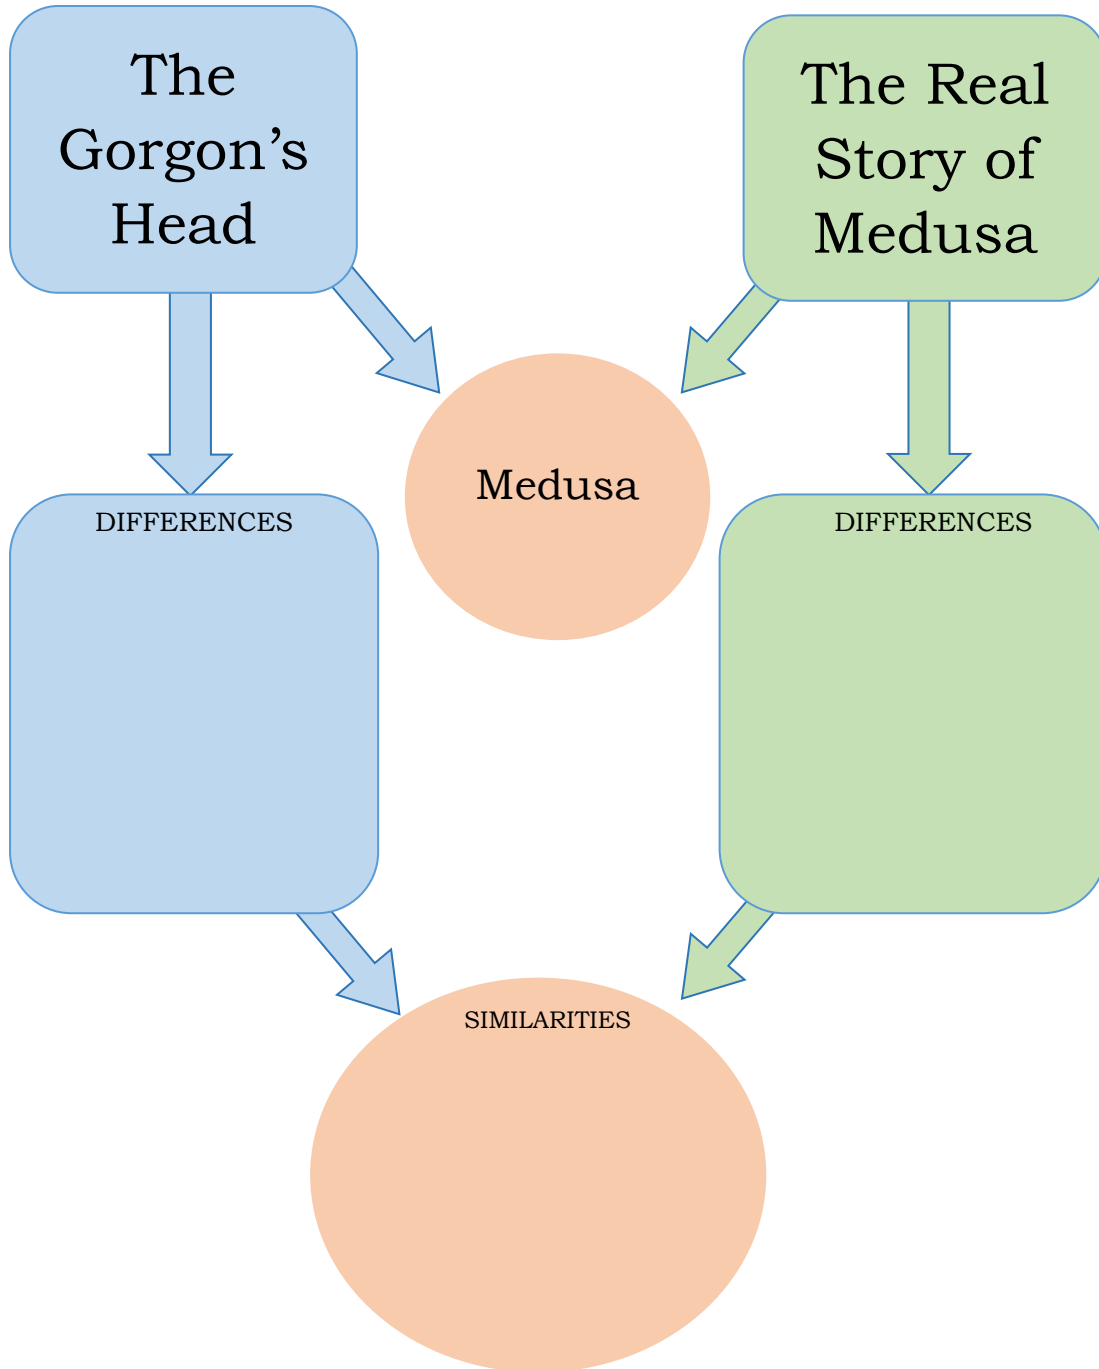 The
Gorgon’s
Head
The Real
Story of
Medusa
Medusa
DIFFERENCES
DIFFERENCES
SIMILARITIES